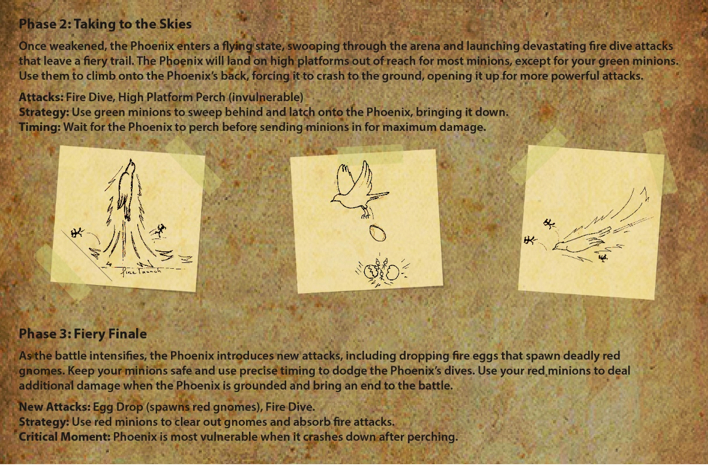 Phase 2: Taking to the Skies
Once weakened, the Phoenix enters a flying state, swooping through the arena and launching devastating fire dive attacks
that leave a fiery trail. The Phoenix will land on high platforms out of reach for most minions, except for your green minions.
Use them to climb onto the Phoenix's back, forcing it to crash to the ground, opening it up for more powerful attacks.
Attacks: Fire Dive, High Platform Perch (invulnerable)
Strategy: Use green minions to sweep behind and latch onto the Phoenix, bringing it down.
Timing: Wait for the Phoenix to perch before sending minions in for maximum damage.
Fire
Phase 3: Fiery Finale
As the battle intensifies, the Phoenix introduces new attacks, including dropping fire eggs that spawn deadly red
gnomes. Keep your minions safe and use precise timing to dodge the Phoenix's dives. Use your red minions to deal
additional damage when the Phoenix is grounded and bring an end to the battle.
New Attacks: Egg Drop (spawns red gnomes), Fire Dive.
Strategy: Use red minions to clear out gnomes and absorb fire attacks.
Critical Moment: Phoenix is most vulnerable when it crashes down after perching.